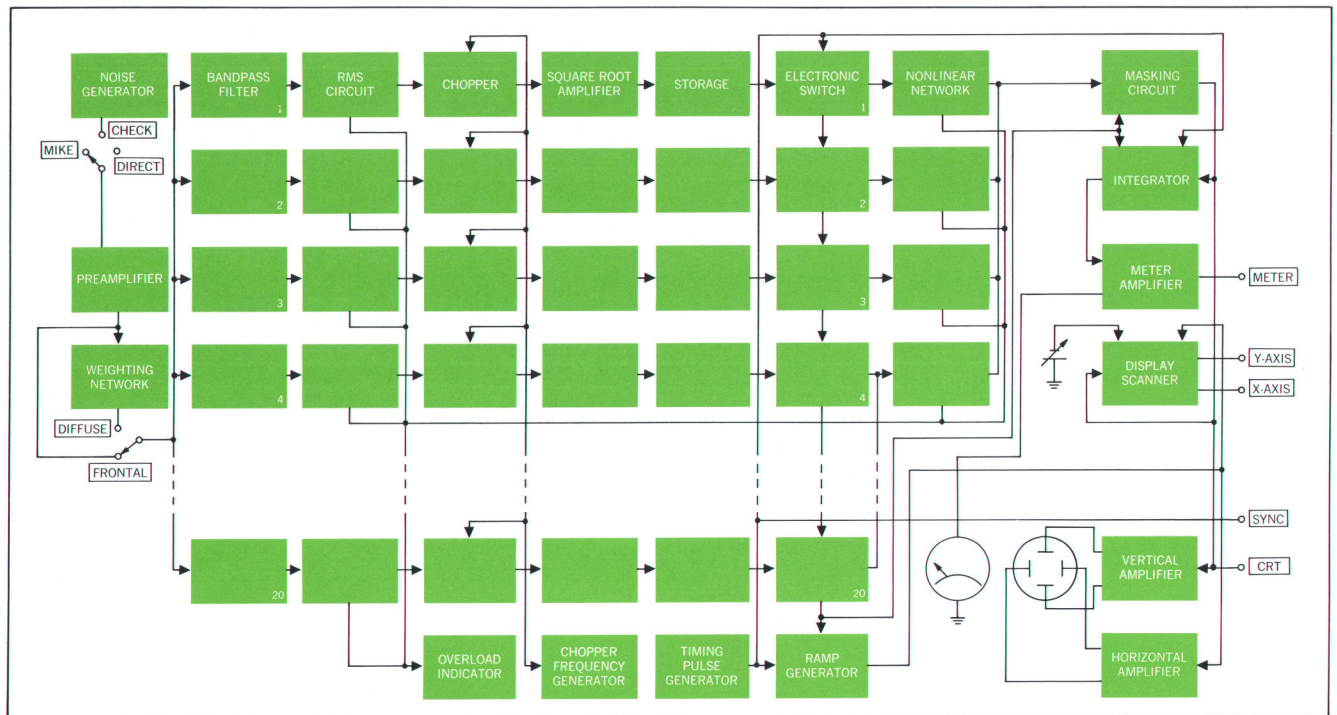 NOISE
GENERATOR
BANDPASS
FILTER
1
RMS
CIRCUIT
CHOPPER
SQUARE ROOT
AMPLIFIER
STORAGE
ELECTRONIC
SWITCH
1
NONLINEAR
NETWORK
MASKING
CIRCUIT
CHECK
MIKE
DIRECT
2
2
INTEGRATOR
PREAMPLIFIER
3
3
METER
AMPLIFIER
METER
WEIGHTING
NETWORK
4
4
DISPLAY
SCANNER
Y-AXIS
X-AXIS
DIFFUSE
FRONTAL
SYNC
20
20
VERTICAL
AMPLIFIER
CRT
OVERLOAD
INDICATOR
CHOPPER
FREQUENCY
GENERATOR
TIMING
PULSE
GENERATOR
RAMP
GENERATOR
HORIZONTAL
AMPLIFIER